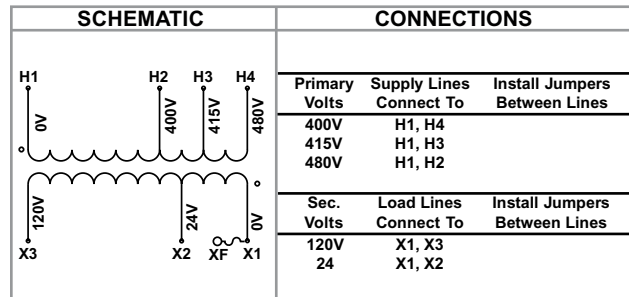 SCHEMATIC
CONNECTIONS
H1 H2 H3 H4
0V 400V 415V 480V
120V 24V 0V
X3 X2 XF X1
Primary Supply Lines Install Jumpers
Volts Connect To Between Lines
400V H1, H4
415V H1, H3
480V H1, H2
Sec. Load Lines Install Jumpers
Volts Connect To Between Lines
120V X1, X3
24 X1, X2